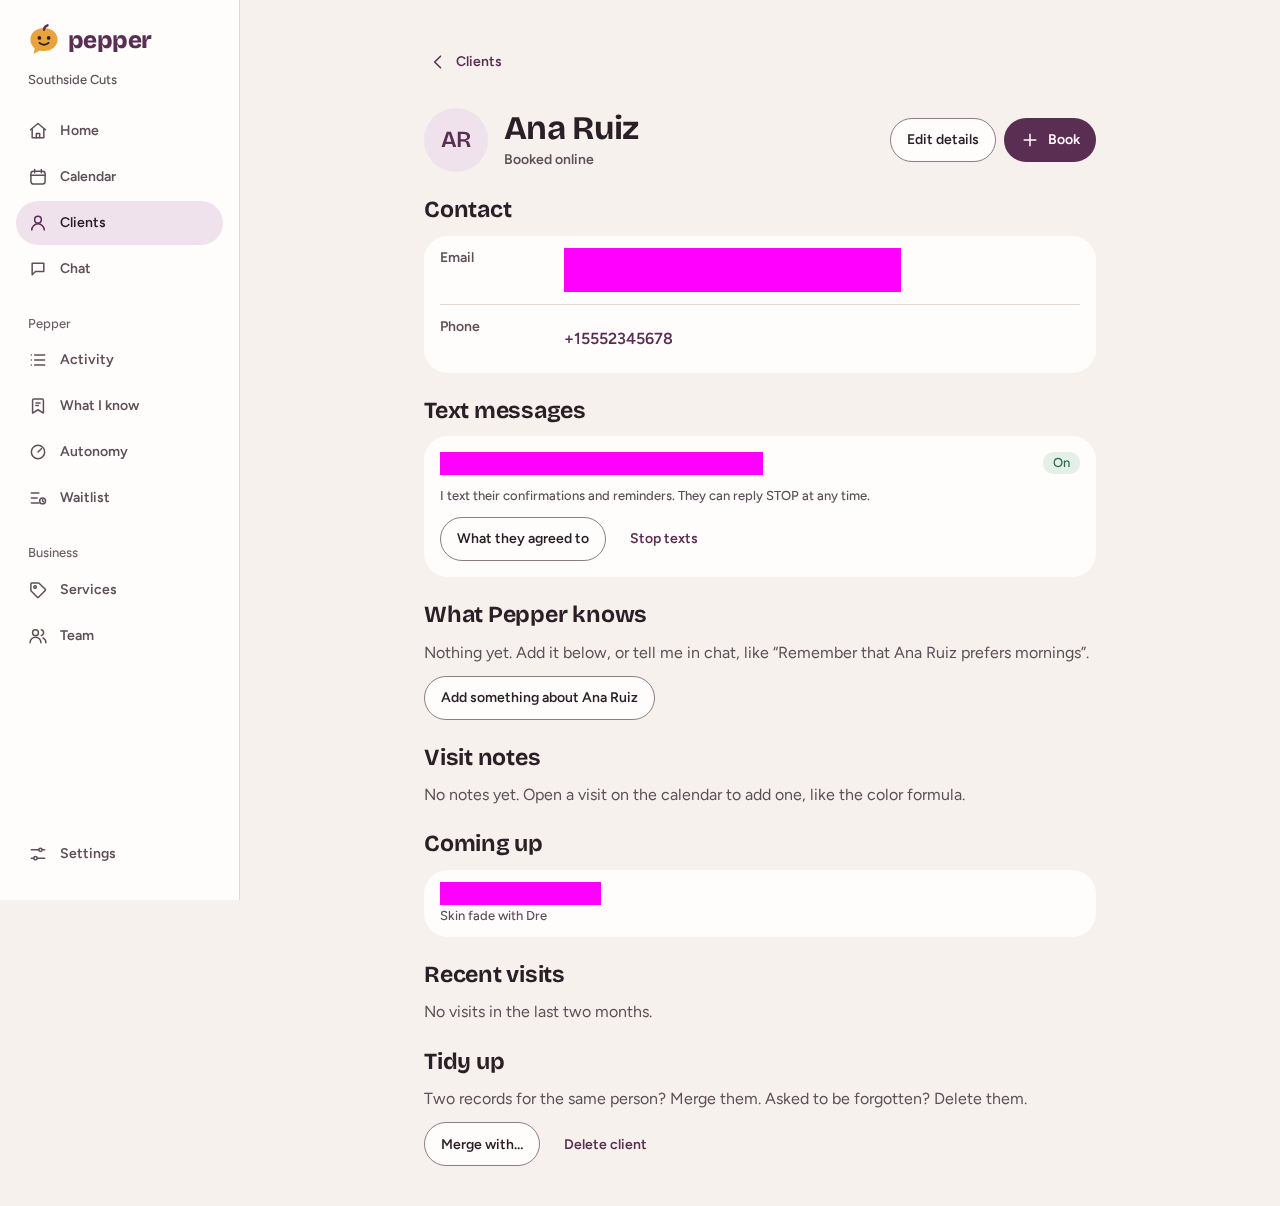 pepper
Southside Cuts
Home
Calendar
Clients
Chat
Pepper
Activity
What I know
Autonomy
Waitlist
Business
Services
Team
Settings
Clients
AR
Ana Ruiz
Booked online
Edit details
Book
Contact
Email
Phone
+15552345678
Text messages
On
I text their confirmations and reminders. They can reply STOP at any time.
What they agreed to
Stop texts
What Pepper knows
Nothing yet. Add it below, or tell me in chat, like “Remember that Ana Ruiz prefers mornings”.
Add something about Ana Ruiz
Visit notes
No notes yet. Open a visit on the calendar to add one, like the color formula.
Coming up
Skin fade with Dre
Recent visits
No visits in the last two months.
Tidy up
Two records for the same person? Merge them. Asked to be forgotten? Delete them.
Merge with...
Delete client